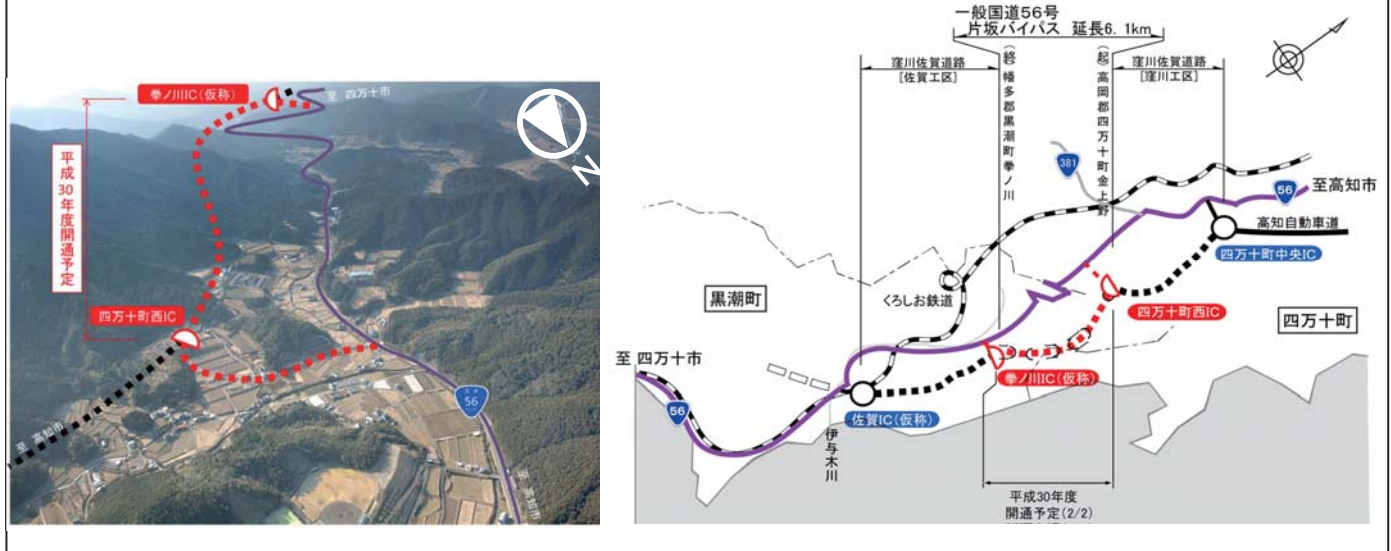 拳ノ川IC(仮称)
至 四万十市
N
平成30年度開通予定
四万十町西IC
至 高知市
56
至 高知市
一般国道56号
片坂バイパス 延長6.1km
窪川佐賀道路
[佐賀工区]
(終)幡多郡黒潮町拳ノ川
(起)高岡郡四万十町金上野
窪川佐賀道路
[窪川工区]
381
56
至高知市
高知自動車道
四万十町中央IC
くろしお鉄道
黒潮町
四万十町西IC
四万十町
至 四万十市
拳ノ川IC(仮称)
56
佐賀IC(仮称)
伊与木川
平成30年度
開通予定(2/2)